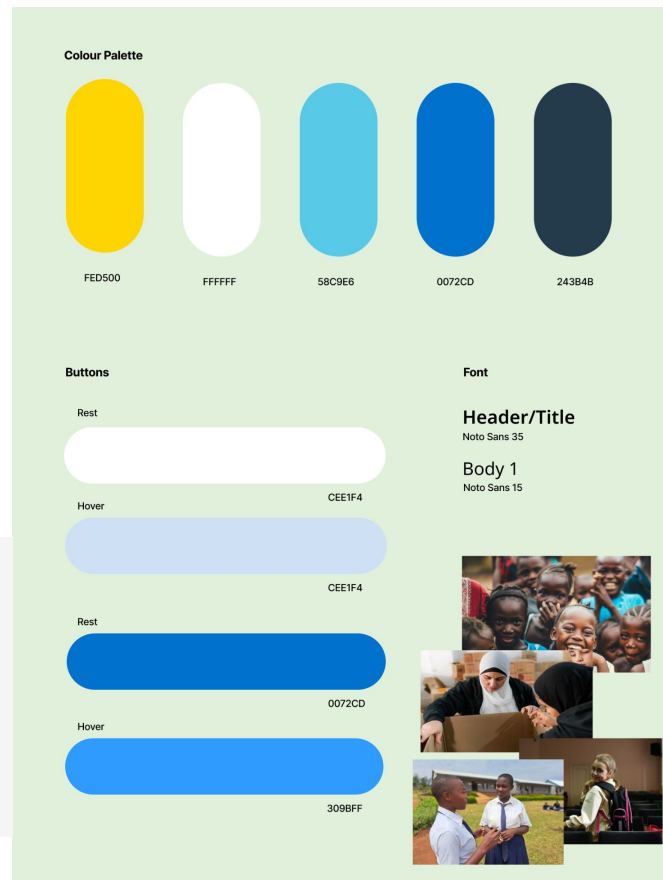 Colour Palette
FED500
FFFFFF
58C9E6
0072CD
243B4B
Buttons
Rest
CEE1F4
Hover
CEE1F4
Rest
0072CD
Hover
309BFF
Font
Header/Title
Noto Sans 35
Body 1
Noto Sans 15